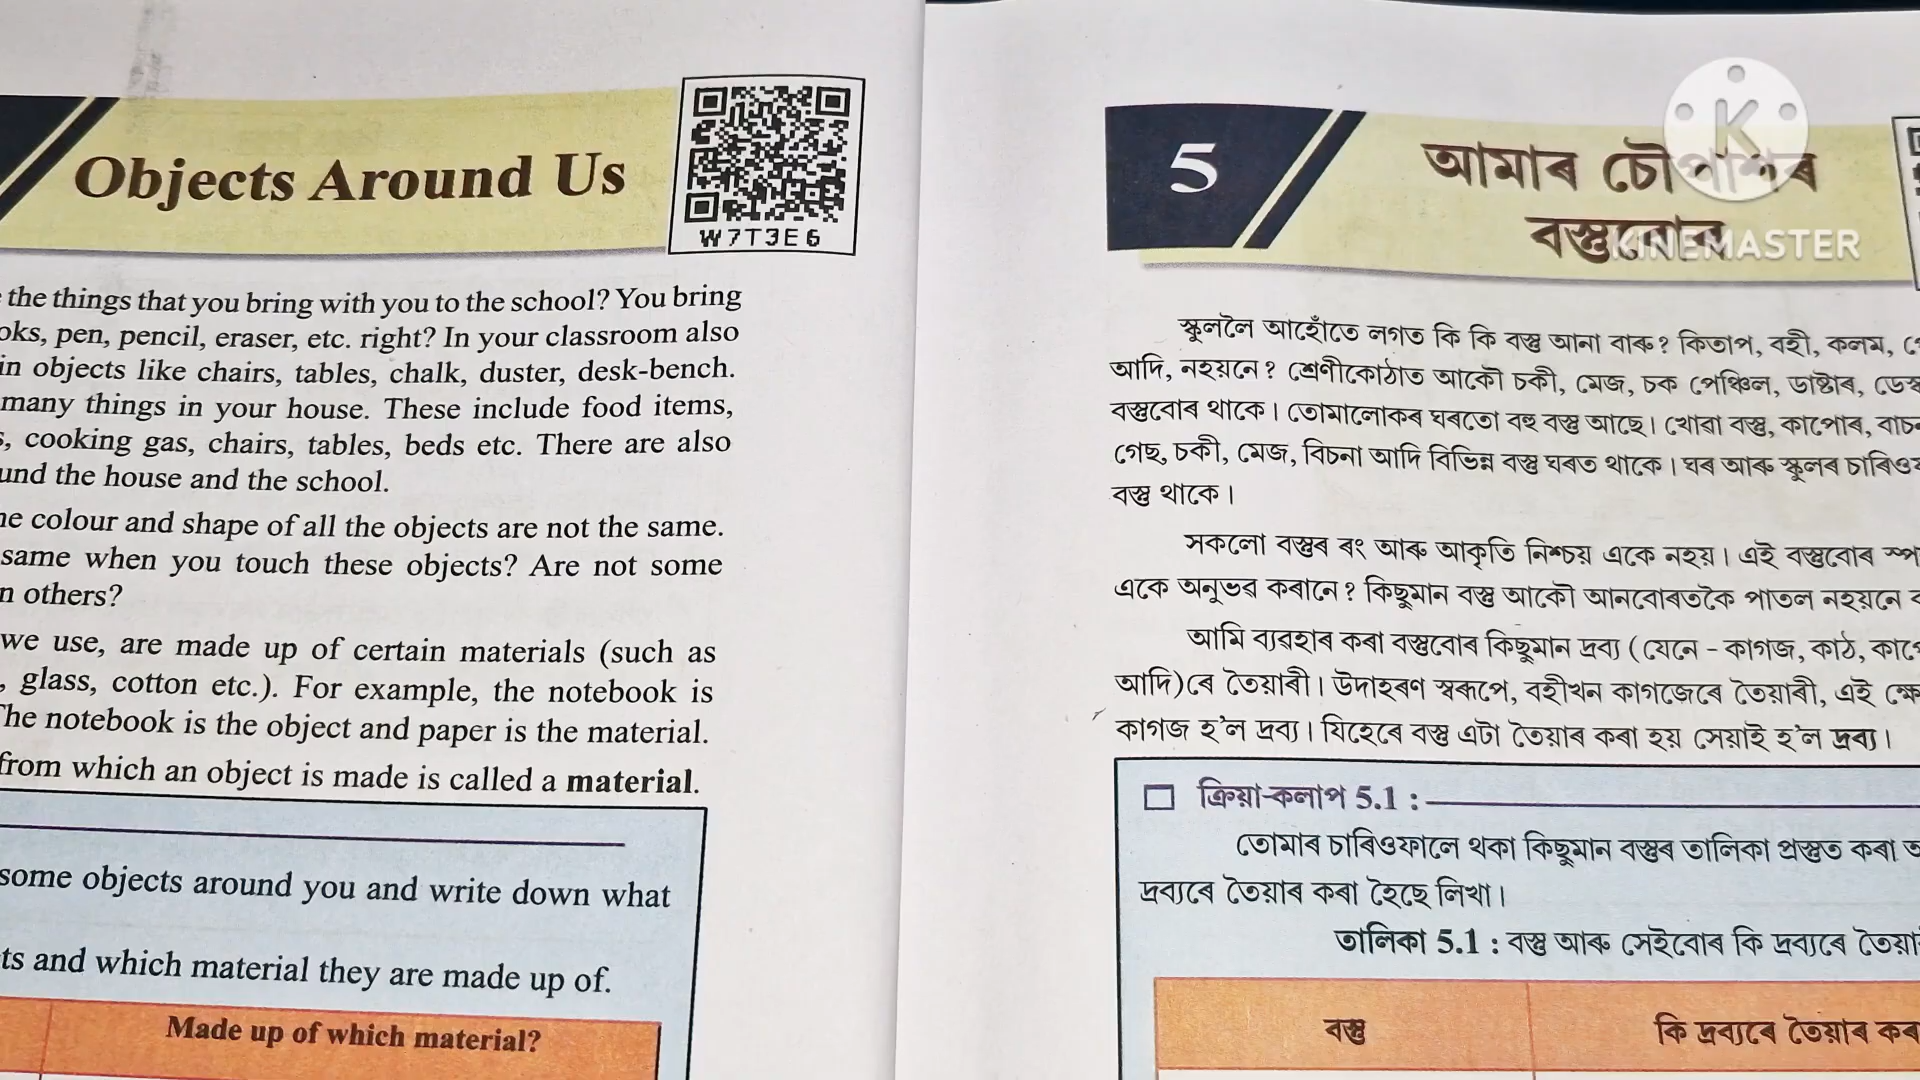 Objects Around Us
W7T3E6
the things that you bring with you to the school? You bring
oks, pen, pencil, eraser, etc. right? In your classroom also
in objects like chairs, tables, chalk, duster, desk-bench.
many things in your house. These include food items,
s, cooking gas, chairs, tables, beds etc. There are also
und the house and the school.
ne colour and shape of all the objects are not the same.
same when you touch these objects? Are not some
n others?
we use, are made up of certain materials (such as
, glass, cotton etc.). For example, the notebook is
The notebook is the object and paper is the material.
from which an object is made is called a material.
some objects around you and write down what
ts and which material they are made up of.
Made up of which material?
5
আমাৰ চৌপাশৰ
বস্তুবোৰ
KINEMASTER
স্কুললৈ আহোঁতে লগত কি কি বস্তু আনা বাৰু? কিতাপ, বহী, কলম,
আদি, নহয়নে? শ্ৰেণীকোঠাত আকৌ চকী, মেজ, চক পেঞ্চিল, ডাষ্টাৰ, ডেস্ক
বস্তুবোৰ থাকে। তোমালোকৰ ঘৰতো বহু বস্তু আছে। খোৱা বস্তু, কাপোৰ, বাচন
গেছ, চকী, মেজ, বিচনা আদি বিভিন্ন বস্তু ঘৰত থাকে। ঘৰ আৰু স্কুলৰ চাৰিও
বস্তু থাকে।
সকলো বস্তুৰ ৰং আৰু আকৃতি নিশ্চয় একে নহয়। এই বস্তুবোৰ স্প
একে অনুভৱ কৰানে? কিছুমান বস্তু আকৌ আনবোৰতকৈ পাতল নহয়নে
আমি ব্যৱহাৰ কৰা বস্তুবোৰ কিছুমান দ্ৰব্য (যেনে - কাগজ, কাঠ,
আদি)ৰে তৈয়াৰী। উদাহৰণ স্বৰূপে, বহীখন কাগজেৰে তৈয়াৰী, এই ক্ষে
কাগজ হ'ল দ্ৰব্য। যিহেৰে বস্তু এটা তৈয়াৰ কৰা হয় সেয়াই হ'ল দ্ৰব্য।
ক্ৰিয়া-কলাপ 5.1 :
তোমাৰ চাৰিওফালে থকা কিছুমান বস্তুৰ তালিকা প্ৰস্তুত কৰা
দ্ৰব্যৰে তৈয়াৰ কৰা হৈছে লিখা।
তালিকা 5.1 : বস্তু আৰু সেইবোৰ কি দ্ৰব্যৰে তৈয়া
বস্তু
কি দ্ৰব্যৰে তৈয়াৰ কৰ